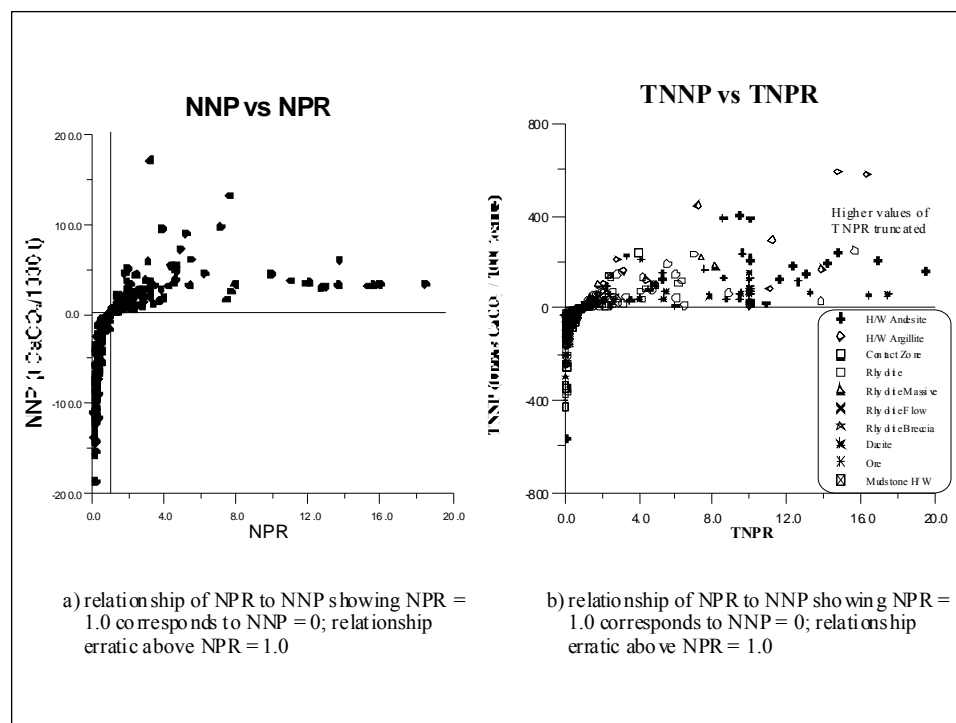 NNP vs NPR
200.0
100.0
0.0
-100.0
-200.0
0.0 4.0 8.0 12.0 16.0 20.0
NPR
TNNP vs TNPR
800
400
0
-400
-800
0.0 4.0 8.0 12.0 16.0 20.0
TNPR
Higher values of
TNPR truncated
H/W Andesite
H/W Argillite
Contact Zone
Rhyolite
Rhyolite Massive
Rhyolite Flow
Rhyolite Breccia
Dacite
Ore
Mudstone H/W
a) relationship of NPR to NNP showing NPR =
1.0 corresponds to NNP = 0; relationship
erratic above NPR = 1.0
b) relationship of NPR to NNP showing NPR =
1.0 corresponds to NNP = 0; relationship
erratic above NPR = 1.0